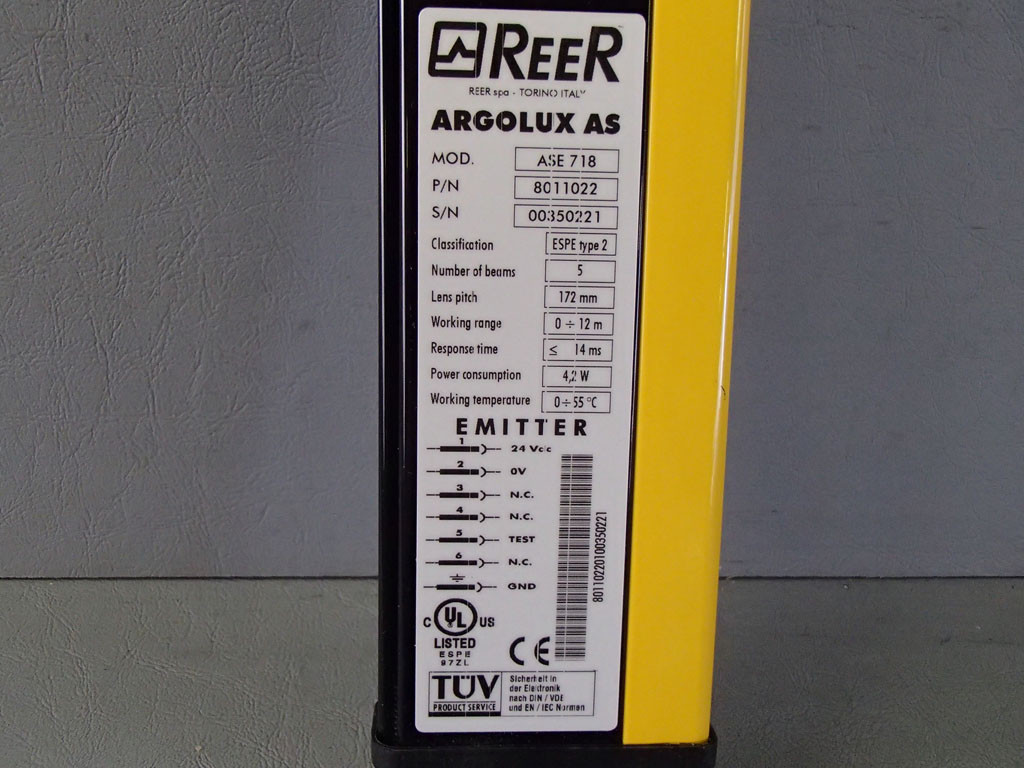 REER
REER spa - TORINO ITALY
ARGOLUX AS
MOD. ASE 718
P/N 8011022
S/N 00350221
Classification ESPE type 2
Number of beams 5
Lens pitch 172 mm
Working range 0 ÷ 12 m
Response time ≤ 14 ms
Power consumption 4,2 W
Working temperature 0÷55 °C
EMITTER
1 24 Vdc
2 0V
3 N.C.
4 N.C.
5 TEST
6 N.C.
GND
80110220100350221
C UL US
LISTED
ESPE
97ZL
CE
TÜV
PRODUCT SERVICE
Sicherheit in
der Elektronik
nach DIN / VDE
und EN / IEC Normen